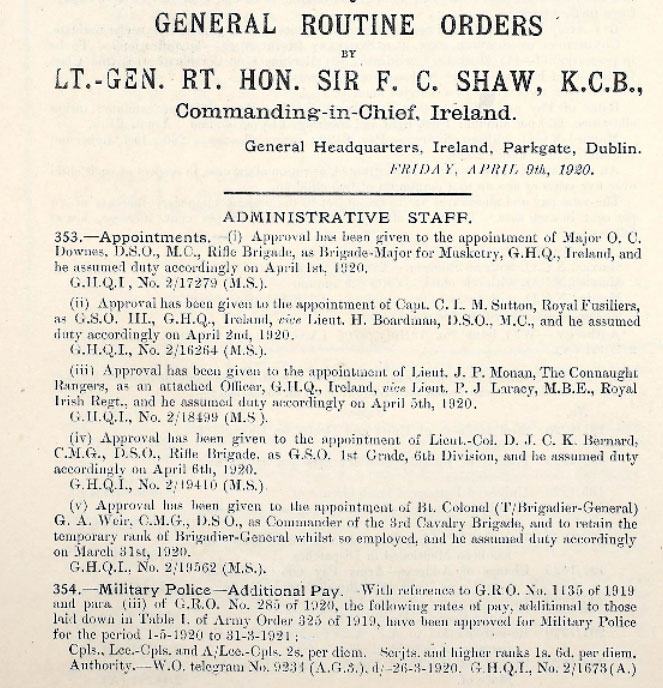 GENERAL ROUTINE ORDERS
BY
LT.-GEN. RT. HON. SIR F. C. SHAW, K.C.B.,
Commanding-in-Chief, Ireland.
General Headquarters, Ireland, Parkgate, Dublin.
FRIDAY, APRIL 9th, 1920.
ADMINISTRATIVE STAFF.
353.—Appointments. (i) Approval has been given to the appointment of Major O. C.
Downes, D.S.O., M.C., Rifle Brigade, as Brigade-Major for Musketry, G.H.Q., Ireland, and
he assumed duty accordingly on April 1st, 1920.
G.H.Q.I., No. 2/17279 (M.S.).
(ii) Approval has been given to the appointment of Capt. C. L. M. Sutton, Royal Fusiliers,
as G.S.O. III., G.H.Q., Ireland, vice Lieut. H. Boardman, D.S.O., M.C., and he assumed
duty accordingly on April 2nd, 1920.
G.H.Q.I., No. 2/16264 (M.S.).
(iii) Approval has been given to the appointment of Lieut. J. P. Monan, The Connaught
Rangers, as an attached Officer, G.H.Q., Ireland, vice Lieut. P. J Laracy, M.B.E., Royal
Irish Regt., and he assumed duty accordingly on April 5th, 1920.
G.H.Q.I., No. 2/18499 (M.S ).
(iv) Approval has been given to the appointment of Lieut.-Col. D. J. C. K. Bernard,
C.M.G., D.S.O., Rifle Brigade, as G.S.O. 1st Grade, 6th Division, and he assumed duty
accordingly on April 6th, 1920.
G.H.Q.I., No. 2/19410 (M.S.).
(v) Approval has been given to the appointment of Bt. Colonel (T/Brigadier-General)
G. A. Weir, C.M.G., D.S O., as Commander of the 3rd Cavalry Brigade, and to retain the
temporary rank of Brigadier-General whilst so employed, and he assumed duty accordingly
on March 31st, 1920.
G.H.Q.I., No. 2/19562 (M.S.).
354.—Military Police—Additional Pay. -With reference to G.R O. No. 1135 of 1919
and para (iii) of G.R.O. No. 285 of 1920, the following rates of pay, additional to those
laid down in Table I. of Army Order 325 of 1919, have been approved for Military Police
for the period 1-5-1920 to 31-3-1921 :
Cpls., Lce.-Cpls. and A/Lce.-Cpls. 2s. per diem. Serjts. and higher ranks 1s. 6d. per diem.
Authority.—W.O. telegram No. 9234 (A.G.3.), d/-26-3-1920. G.H.Q.I., No. 2/1673 (A.)